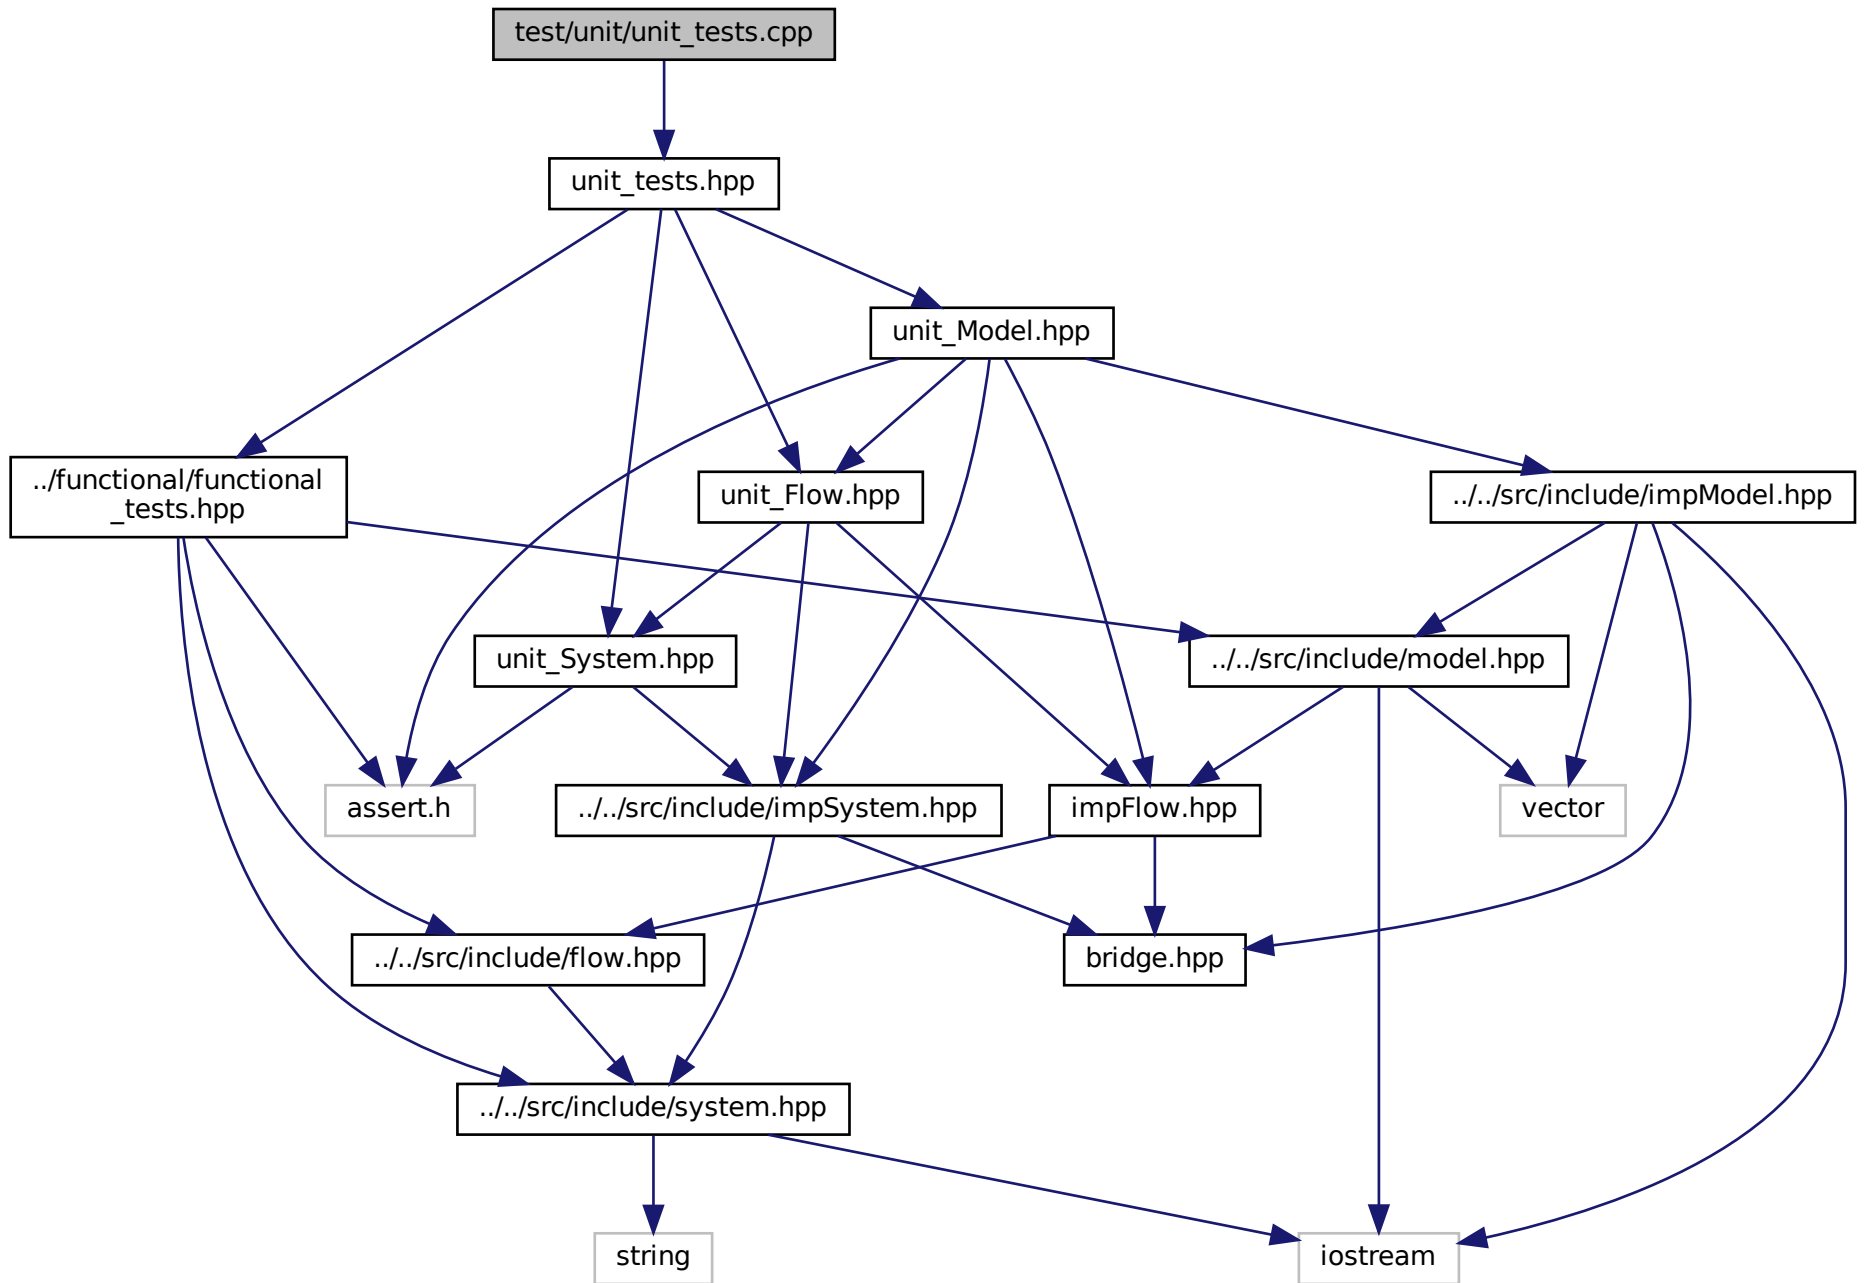 test/unit/unit_tests.cpp
unit_tests.hpp
unit_Model.hpp
../functional/functional
_tests.hpp
unit_Flow.hpp
../../src/include/impModel.hpp
unit_System.hpp
../../src/include/model.hpp
assert.h
../../src/include/impSystem.hpp
impFlow.hpp
vector
../../src/include/flow.hpp
bridge.hpp
../../src/include/system.hpp
string
iostream